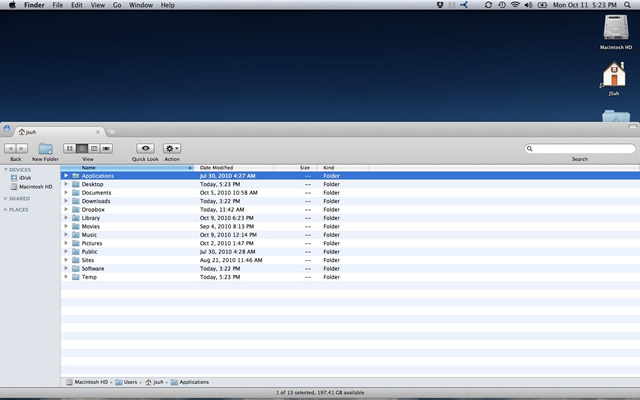 Finder File Edit View Go Window Help Mon Oct 11 5:23 PM
Macintosh HD
JSuh
jsuh
Back New Folder View Quick Look Action Search
Name Date Modified Size Kind
DEVICES
iDisk
Macintosh HD
SHARED
PLACES
Applications Jul 30, 2010 4:27 AM -- Folder
Desktop Today, 5:23 PM -- Folder
Documents Oct 5, 2010 10:58 AM -- Folder
Downloads Today, 3:22 PM -- Folder
Dropbox Today, 11:42 AM -- Folder
Library Oct 9, 2010 6:23 PM -- Folder
Movies Sep 4, 2010 8:13 PM -- Folder
Music Oct 9, 2010 12:14 PM -- Folder
Pictures Oct 2, 2010 1:47 PM -- Folder
Public Jul 30, 2010 4:28 AM -- Folder
Sites Aug 21, 2010 11:46 AM -- Folder
Software Today, 3:22 PM -- Folder
Temp Today, 5:23 PM -- Folder
Macintosh HD Users jsuh Applications
1 of 13 selected, 197.41 GB available